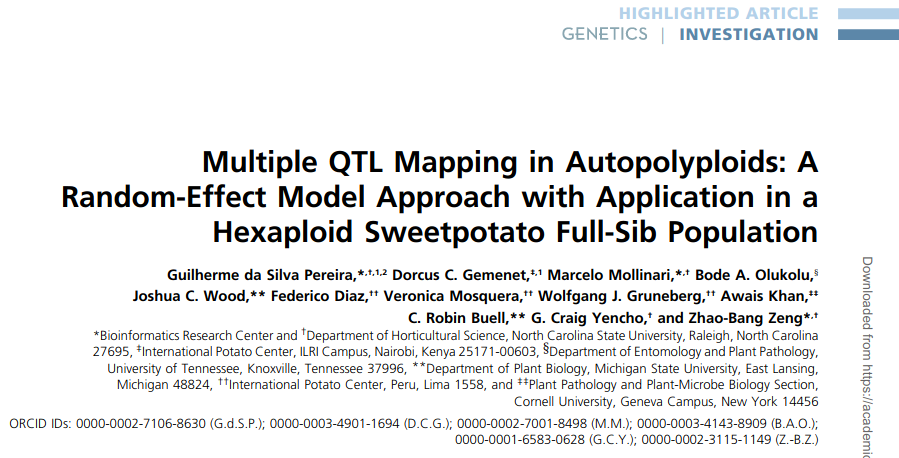 HIGHLIGHTED ARTICLE
GENETICS | INVESTIGATION
Multiple QTL Mapping in Autopolyploids: A
Random-Effect Model Approach with Application in a
Hexaploid Sweetpotato Full-Sib Population
Guilherme da Silva Pereira,*,†,1,2 Dorcus C. Gemenet,‡,1 Marcelo Mollinari,*,† Bode A. Olukolu,§
Joshua C. Wood,** Federico Diaz,†† Veronica Mosquera,†† Wolfgang J. Gruneberg,†† Awais Khan,‡‡
C. Robin Buell,** G. Craig Yencho,† and Zhao-Bang Zeng*,†
*Bioinformatics Research Center and †Department of Horticultural Science, North Carolina State University, Raleigh, North Carolina
27695, ‡International Potato Center, ILRI Campus, Nairobi, Kenya 25171-00603, §Department of Entomology and Plant Pathology,
University of Tennessee, Knoxville, Tennessee 37996, **Department of Plant Biology, Michigan State University, East Lansing,
Michigan 48824, ††International Potato Center, Peru, Lima 1558, and ‡‡Plant Pathology and Plant-Microbe Biology Section,
Cornell University, Geneva Campus, New York 14456
ORCID IDs: 0000-0002-7106-8630 (G.d.S.P.); 0000-0003-4901-1694 (D.C.G.); 0000-0002-7001-8498 (M.M.); 0000-0003-4143-8909 (B.A.O.);
0000-0001-6583-0628 (G.C.Y.); 0000-0002-3115-1149 (Z.-B.Z.)
Downloaded from https://academic